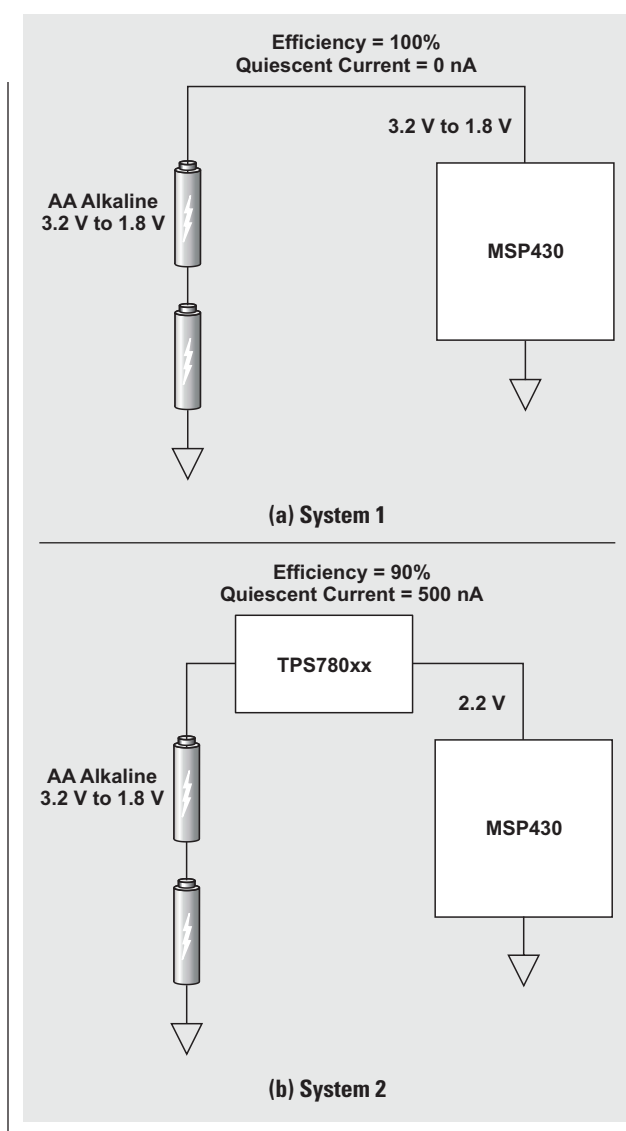 Efficiency = 100%
Quiescent Current = 0 nA
3.2 V to 1.8 V
AA Alkaline
3.2 V to 1.8 V
MSP430
(a) System 1
Efficiency = 90%
Quiescent Current = 500 nA
TPS780xx
2.2 V
AA Alkaline
3.2 V to 1.8 V
MSP430
(b) System 2